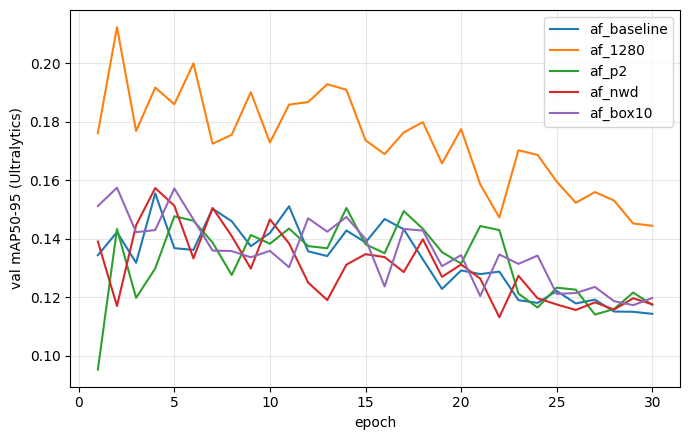 af_baseline
af_1280
af_p2
af_nwd
af_box10
val mAP50-95 (Ultralytics)
0.20
0.18
0.16
0.14
0.12
0.10
0 5 10 15 20 25 30
epoch